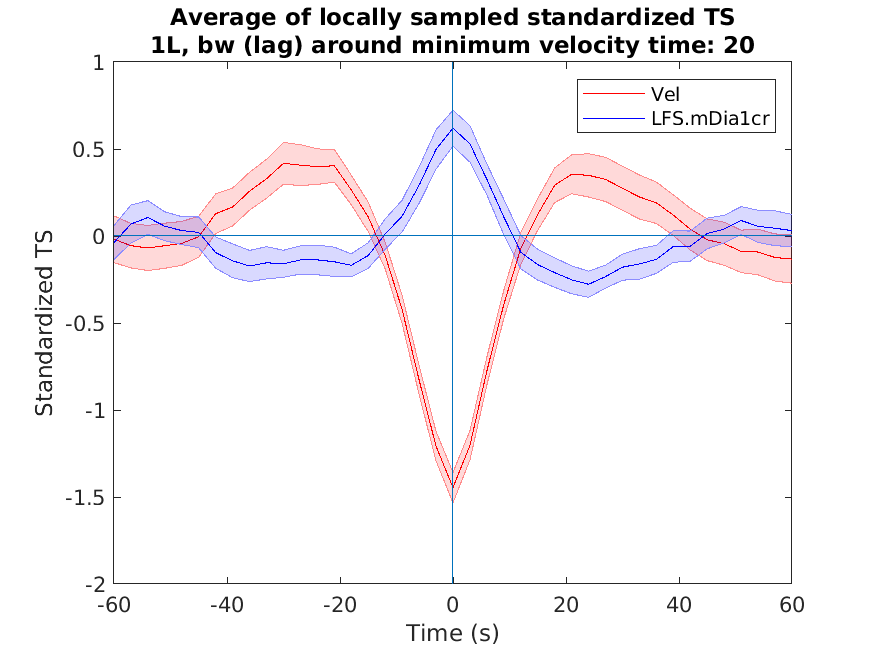 Average of locally sampled standardized TS
1L, bw (lag) around minimum velocity time: 20
1
0.5
0
-0.5
-1
-1.5
-2
Standardized TS
Vel
LFS.mDia1cr
-60
-40
-20
0
20
40
60
Time (s)